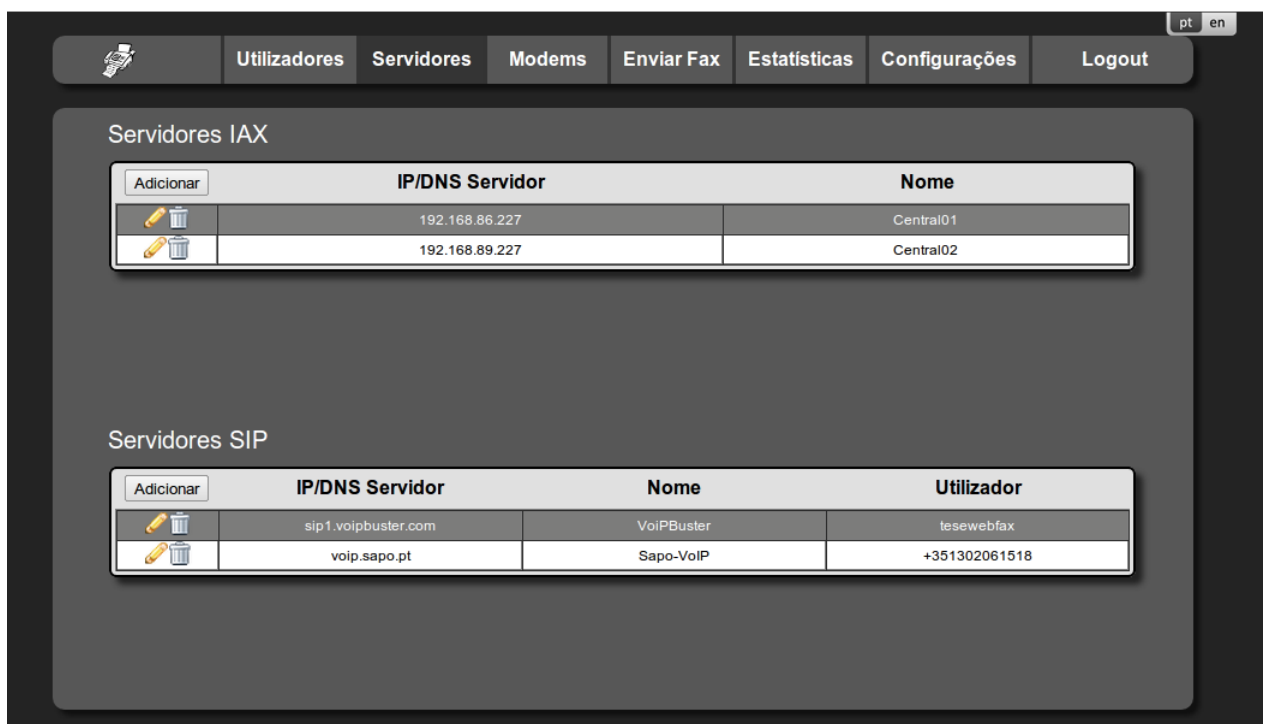 pt en
Utilizadores Servidores Modems Enviar Fax Estatísticas Configurações Logout
Servidores IAX
Adicionar IP/DNS Servidor Nome
192.168.86.227 Central01
192.168.89.227 Central02
Servidores SIP
Adicionar IP/DNS Servidor Nome Utilizador
sip1.voipbuster.com VoiPBuster tesewebfax
voip.sapo.pt Sapo-VoIP +351302061518